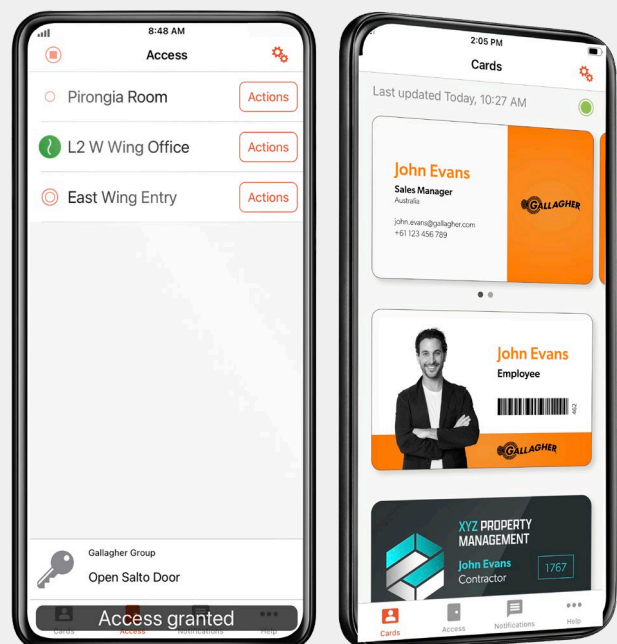 8:48 AM
Access
Pirongia Room
Actions
L2 W Wing Office
Actions
East Wing Entry
Actions
Gallagher Group
Open Salto Door
Access granted
Cards
Access
Notifications
Help
2:05 PM
Cards
Last updated Today, 10:27 AM
John Evans
Sales Manager
Australia
john.evans@gallagher.com
+61 123 456 789
GALLAGHER
John Evans
Employee
GALLAGHER
XYZ PROPERTY
MANAGEMENT
John Evans
Contractor
1767
Cards
Access
Notifications
Help